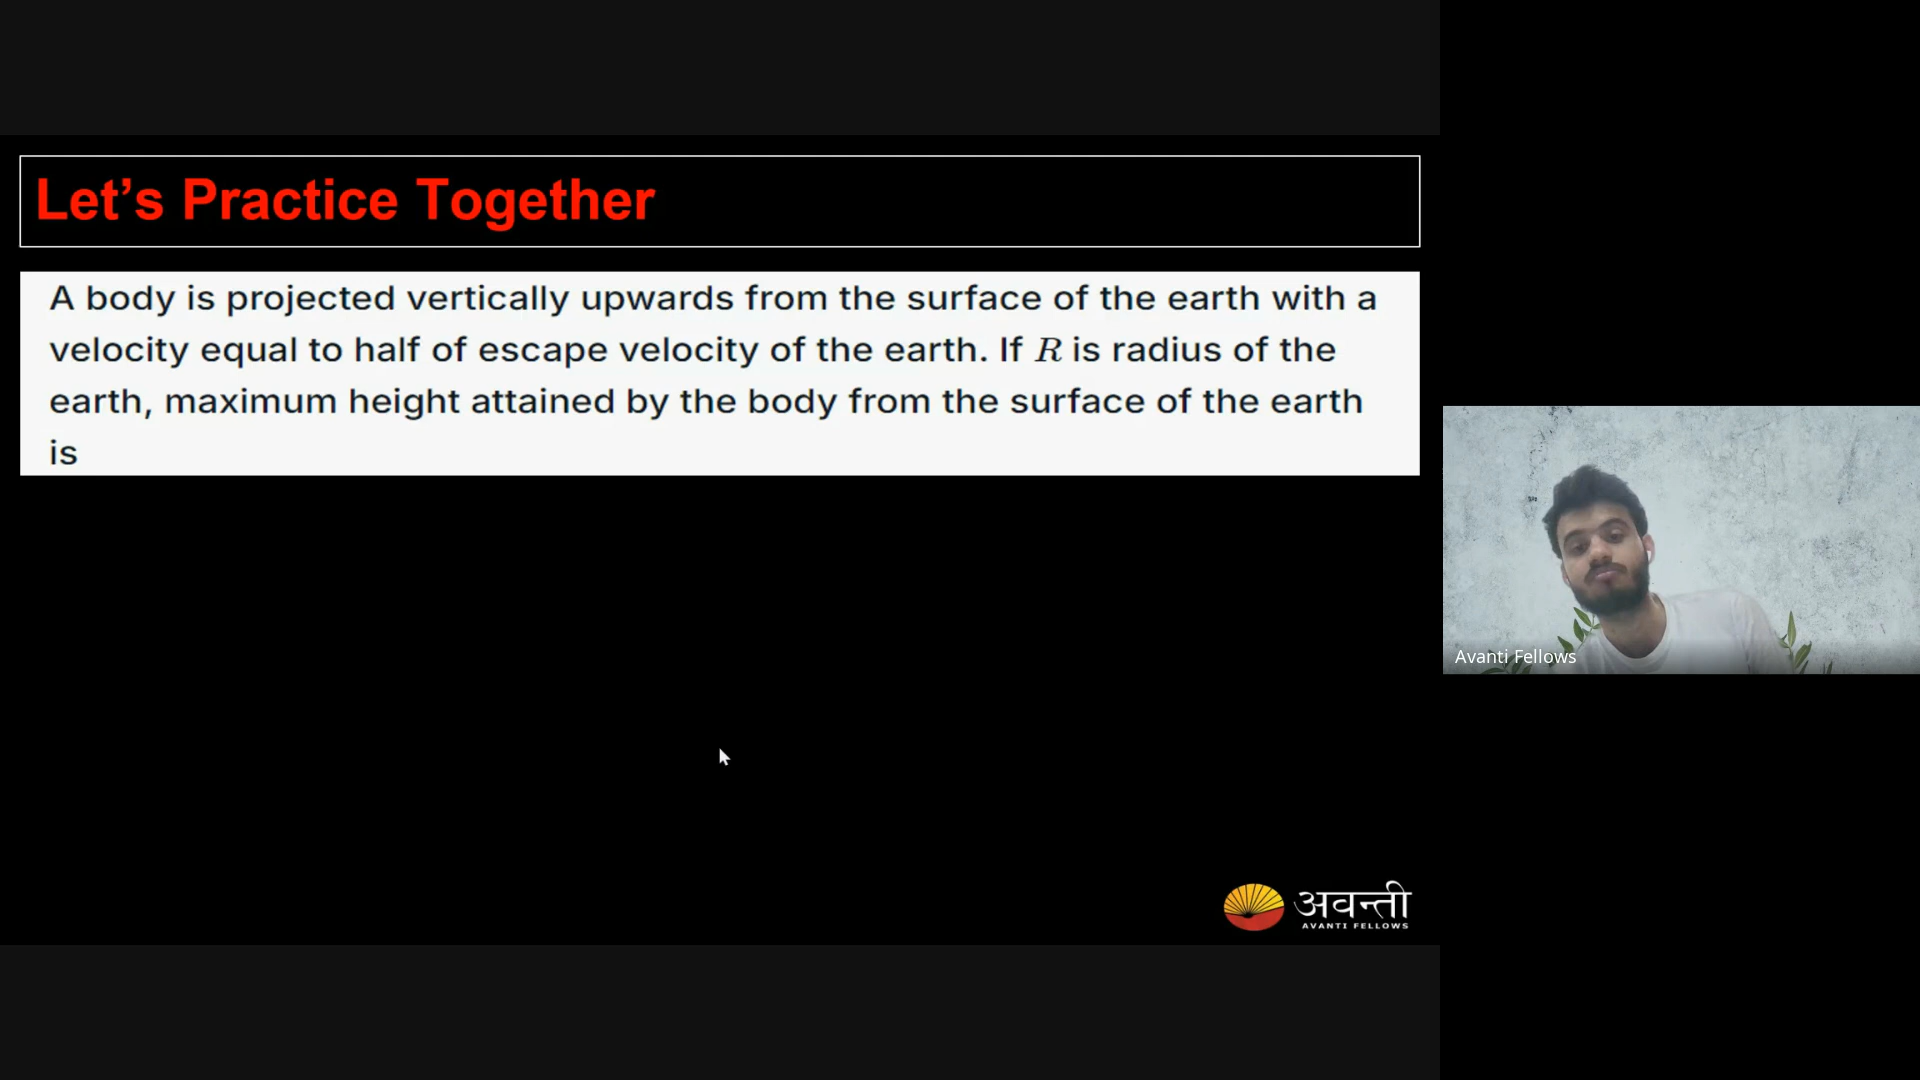 Let’s Practice Together
A body is projected vertically upwards from the surface of the earth with a
velocity equal to half of escape velocity of the earth. If R is radius of the
earth, maximum height attained by the body from the surface of the earth
is
Avanti Fellows
अवन्ती
AVANTI FELLOWS